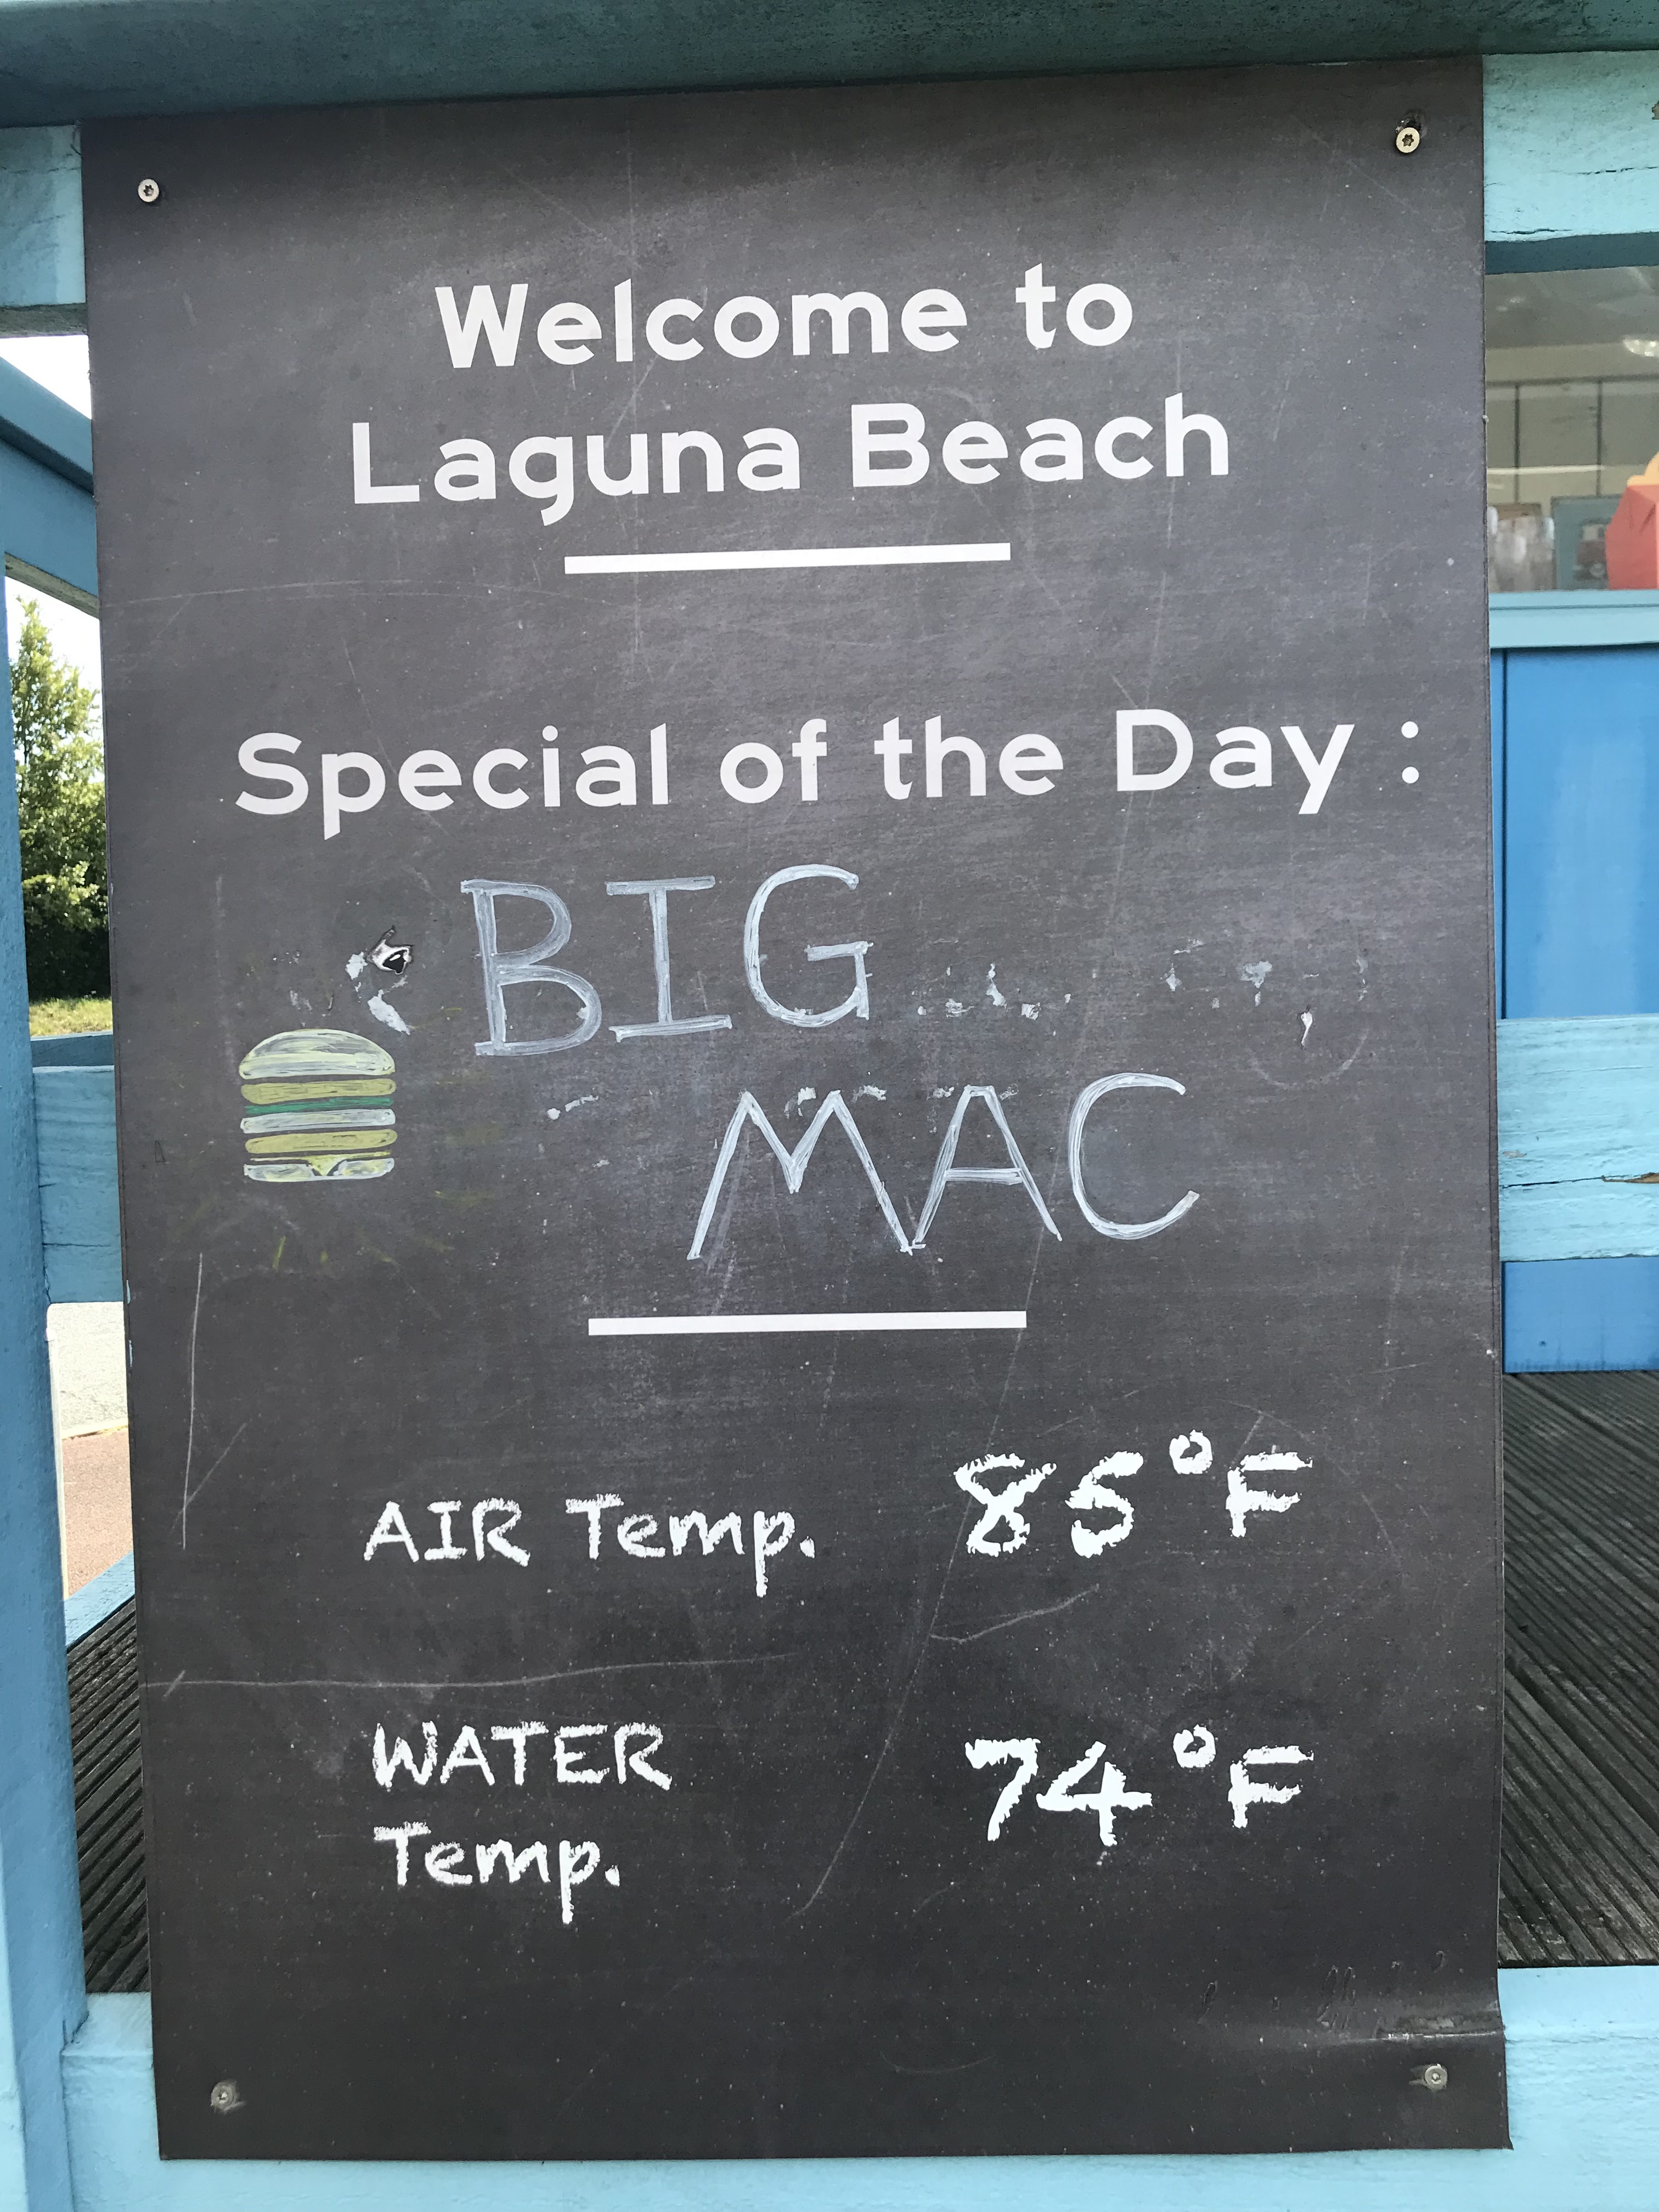 Welcome to
Laguna Beach
Special of the Day :
BIG
MAC
AIR Temp. 85°F
WATER 74°F
Temp.